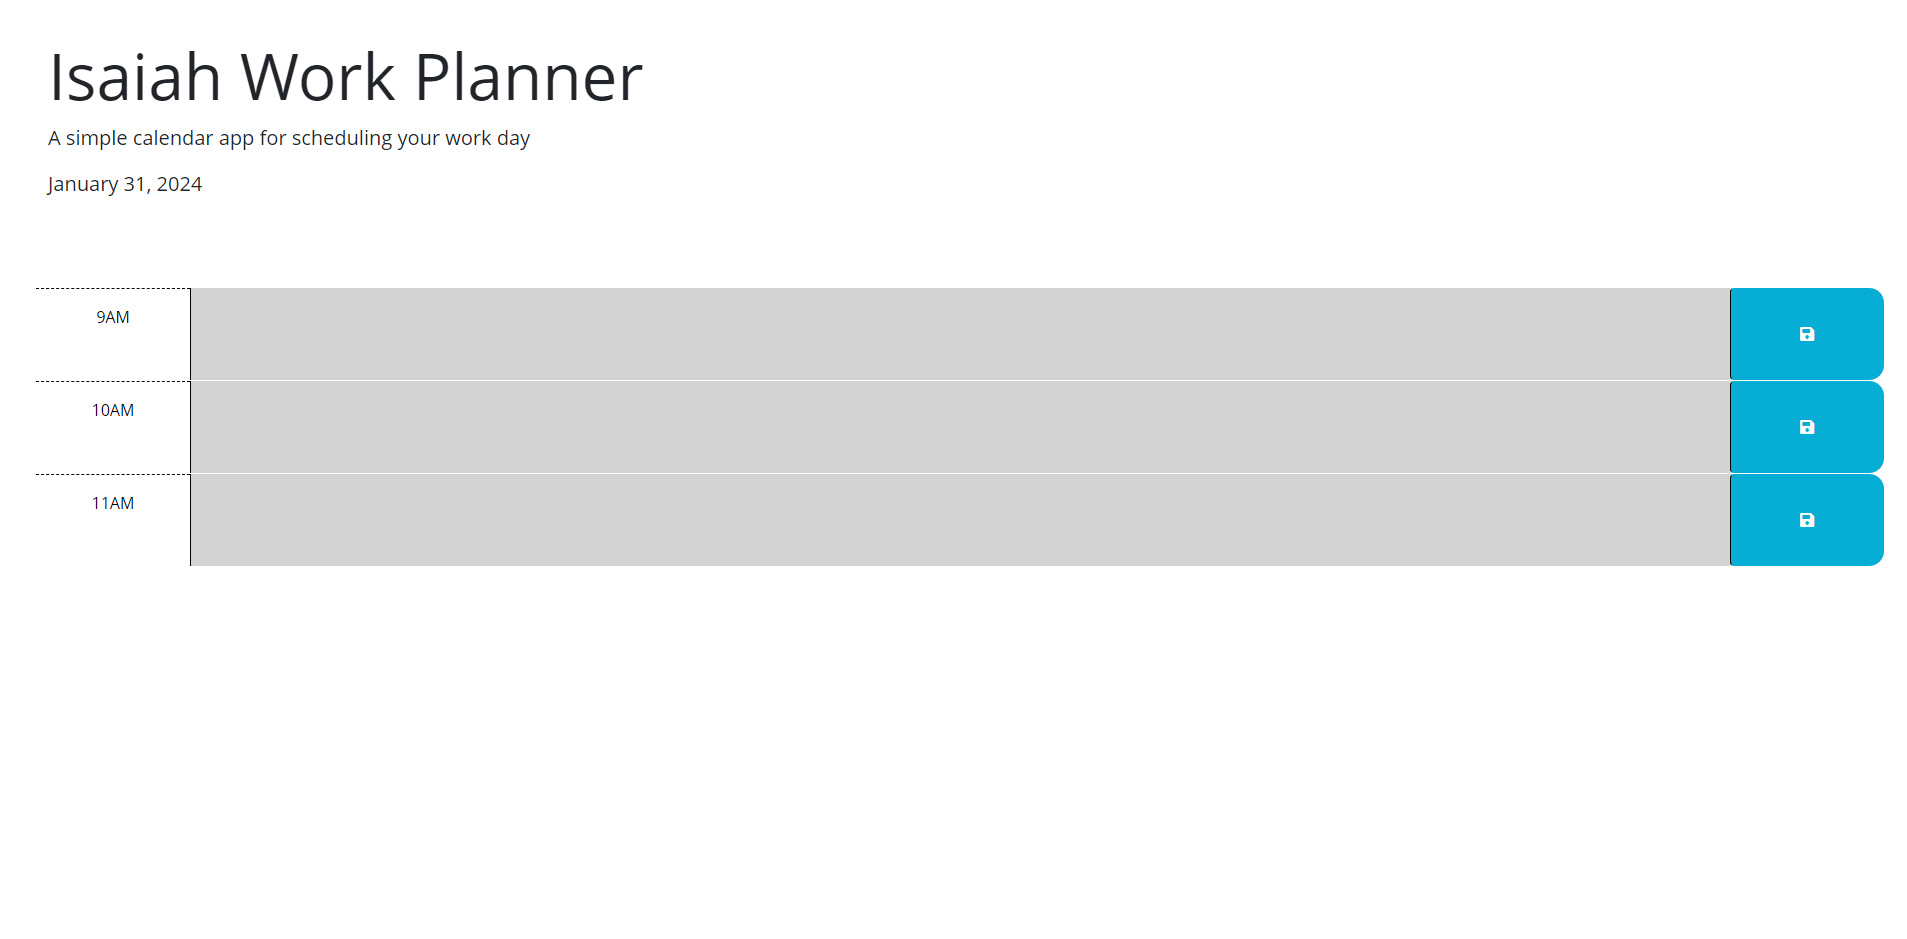 Isaiah Work Planner
A simple calendar app for scheduling your work day
January 31, 2024
9AM
10AM
11AM